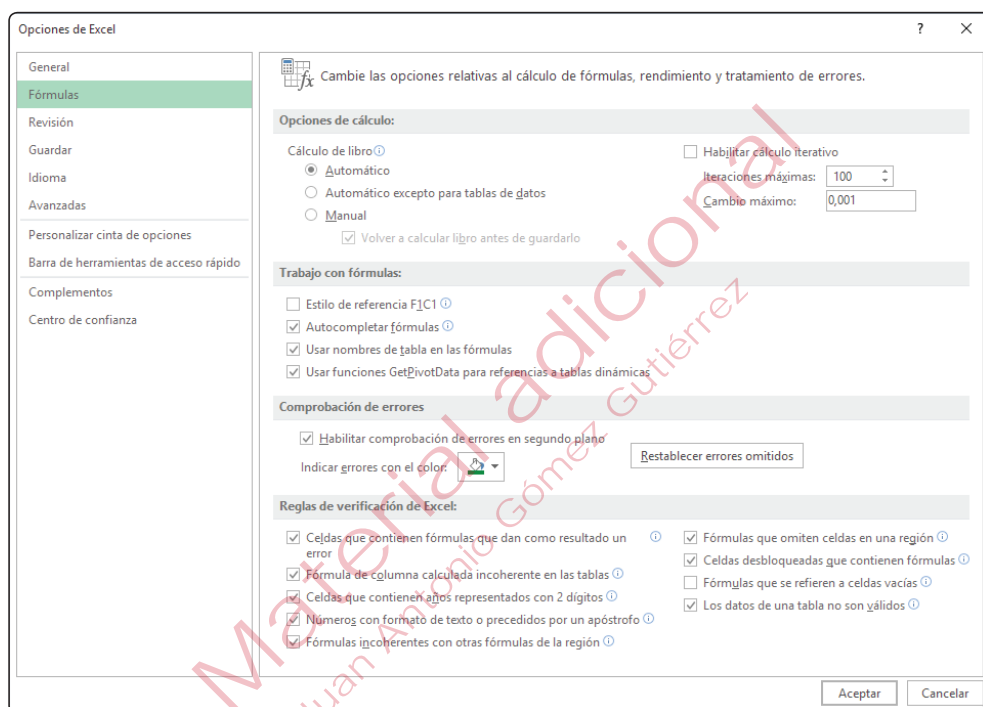 Opciones de Excel
?
General
Fórmulas
Revisión
Guardar
Idioma
Avanzadas
Personalizar cinta de opciones
Barra de herramientas de acceso rápido
Complementos
Centro de confianza
Cambie las opciones relativas al cálculo de fórmulas, rendimiento y tratamiento de errores.
Opciones de cálculo:
Cálculo de libro
Automático
Automático excepto para tablas de datos
Manual
Volver a calcular libro antes de guardarlo
Habilitar cálculo iterativo
Iteraciones máximas: 100
Cambio máximo: 0,001
Trabajo con fórmulas:
Estilo de referencia F1C1
Autocompletar fórmulas
Usar nombres de tabla en las fórmulas
Usar funciones GetPivotData para referencias a tablas dinámicas
Comprobación de errores
Habilitar comprobación de errores en segundo plano
Indicar errores con el color:
Restablecer errores omitidos
Reglas de verificación de Excel:
Celdas que contienen fórmulas que dan como resultado un
error
Fórmula de columna calculada incoherente en las tablas
Celdas que contienen años representados con 2 dígitos
Números con formato de texto o precedidos por un apóstrofo
Fórmulas incoherentes con otras fórmulas de la región
Fórmulas que omiten celdas en una región
Celdas desbloqueadas que contienen fórmulas
Fórmulas que se refieren a celdas vacías
Los datos de una tabla no son válidos
Aceptar
Cancelar
Material adicional
Juan Antonio Gómez Gutiérrez